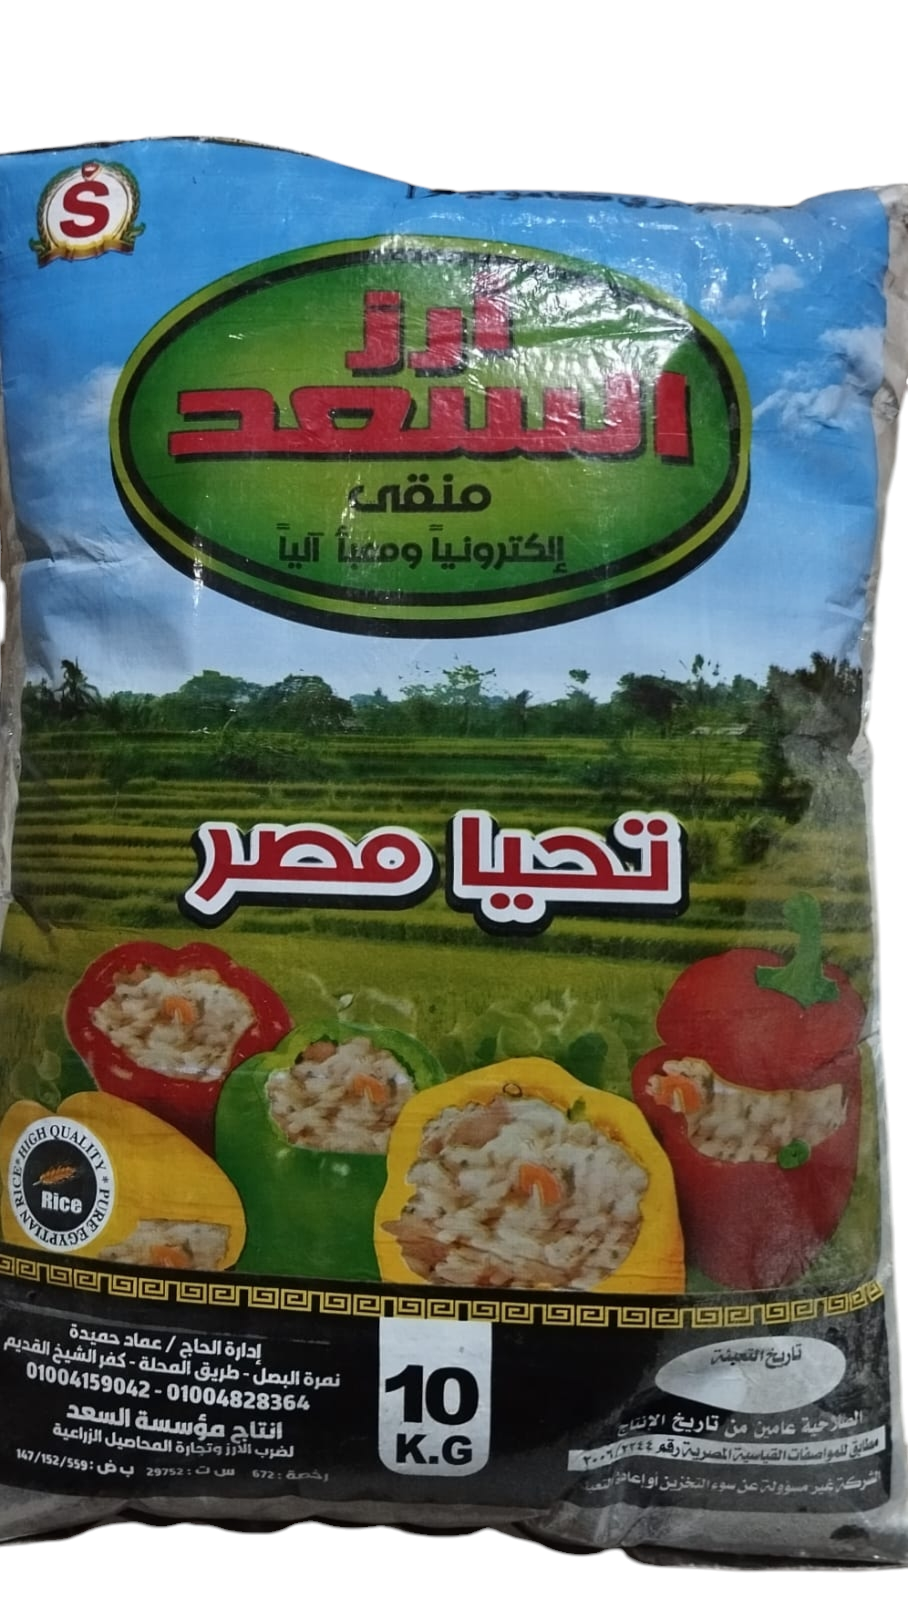 S
أرز
السعد
منقى
إلكترونياً ومعبأ آلياً
تحيا مصر
HIGH QUALITY * PURE EGYPTIAN RICE *
Rice
إدارة الحاج / عماد حميدة
نمرة البصل - طريق المحلة - كفر الشيخ القديم
01004159042 - 01004828364
انتاج مؤسسة السعد
لضرب الأرز وتجارة المحاصيل الزراعية
رخصة : 672 س ت : 29752 ب ض : 147/152/559
10
K.G
تاريخ التعبئة
الصلاحية عامين من تاريخ الإنتاج
مطابق للمواصفات القياسية المصرية رقم ٢٠٠٦/٢٢٤٤
الشركة غير مسؤولة عن سوء التخزين أو إعادة